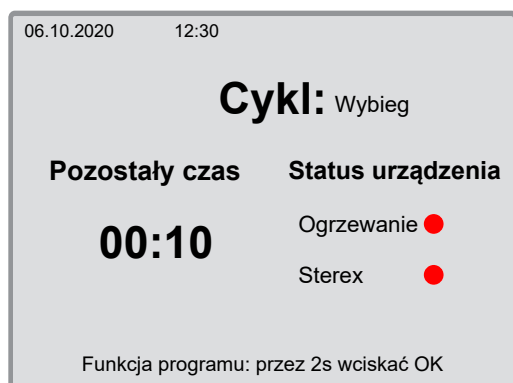 06.10.2020 12:30
Cykl: Wybieg
Pozostały czas
Status urządzenia
00:10
Ogrzewanie
Sterex
Funkcja programu: przez 2s wciskać OK